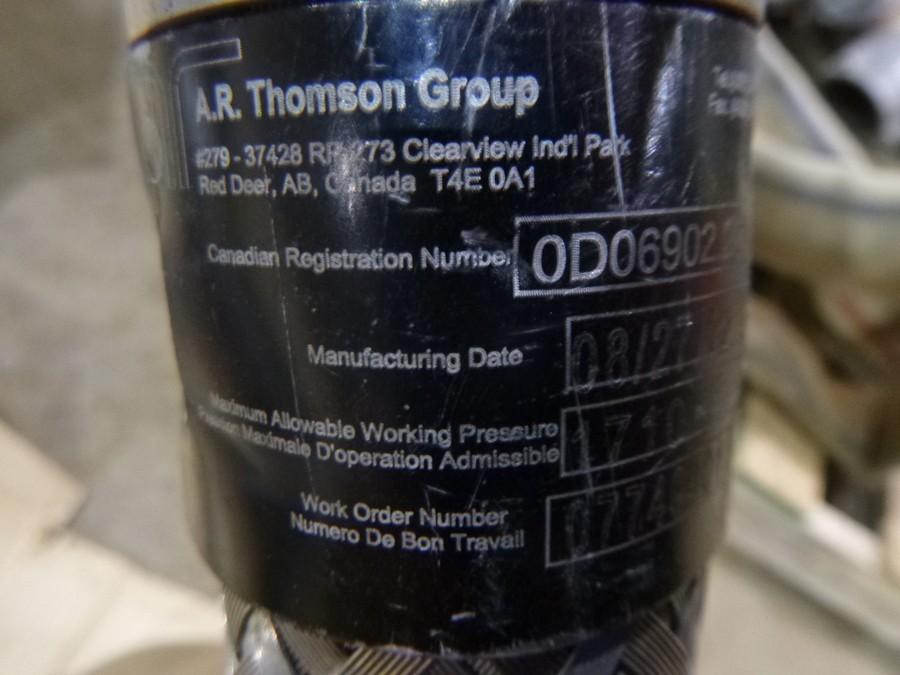 A.R. Thomson Group
#279 - 37428 RR 273 Clearview Ind'l Park
Red Deer, AB, Canada T4E 0A1
Canadian Registration Number 0D06902
Manufacturing Date 08/27
Maximum Allowable Working Pressure
Pression Maximale D'operation Admissible
Work Order Number
Numero De Bon Travail